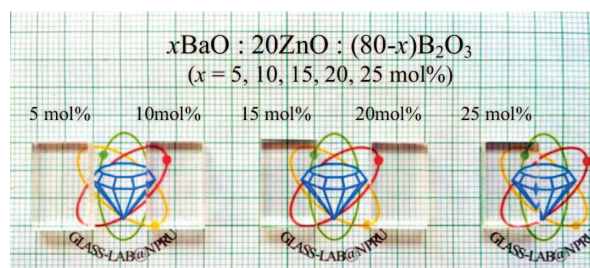 xBaO : 20ZnO : (80-x)B₂O₃
(x = 5, 10, 15, 20, 25 mol%)
5 mol% 10mol% 15 mol% 20mol% 25 mol%
GLASS-LAB@NPRU GLASS-LAB@NPRU GLASS-LAB@NPRU